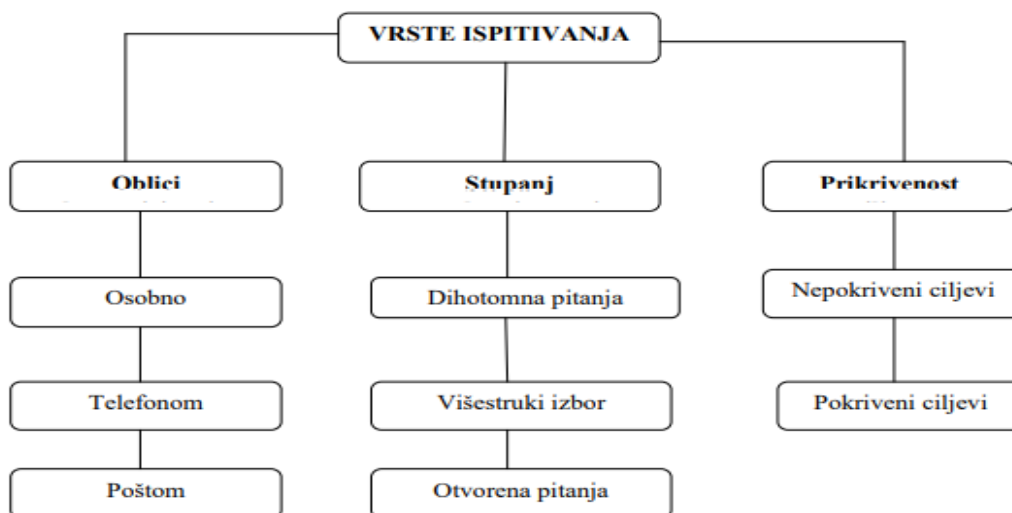 VRSTE ISPITIVANJA
Oblici
Stupanj
Prikrivenost
Osobno
Dihotomna pitanja
Nepokriveni ciljevi
Telefonom
Višestruki izbor
Pokriveni ciljevi
Poštom
Otvorena pitanja